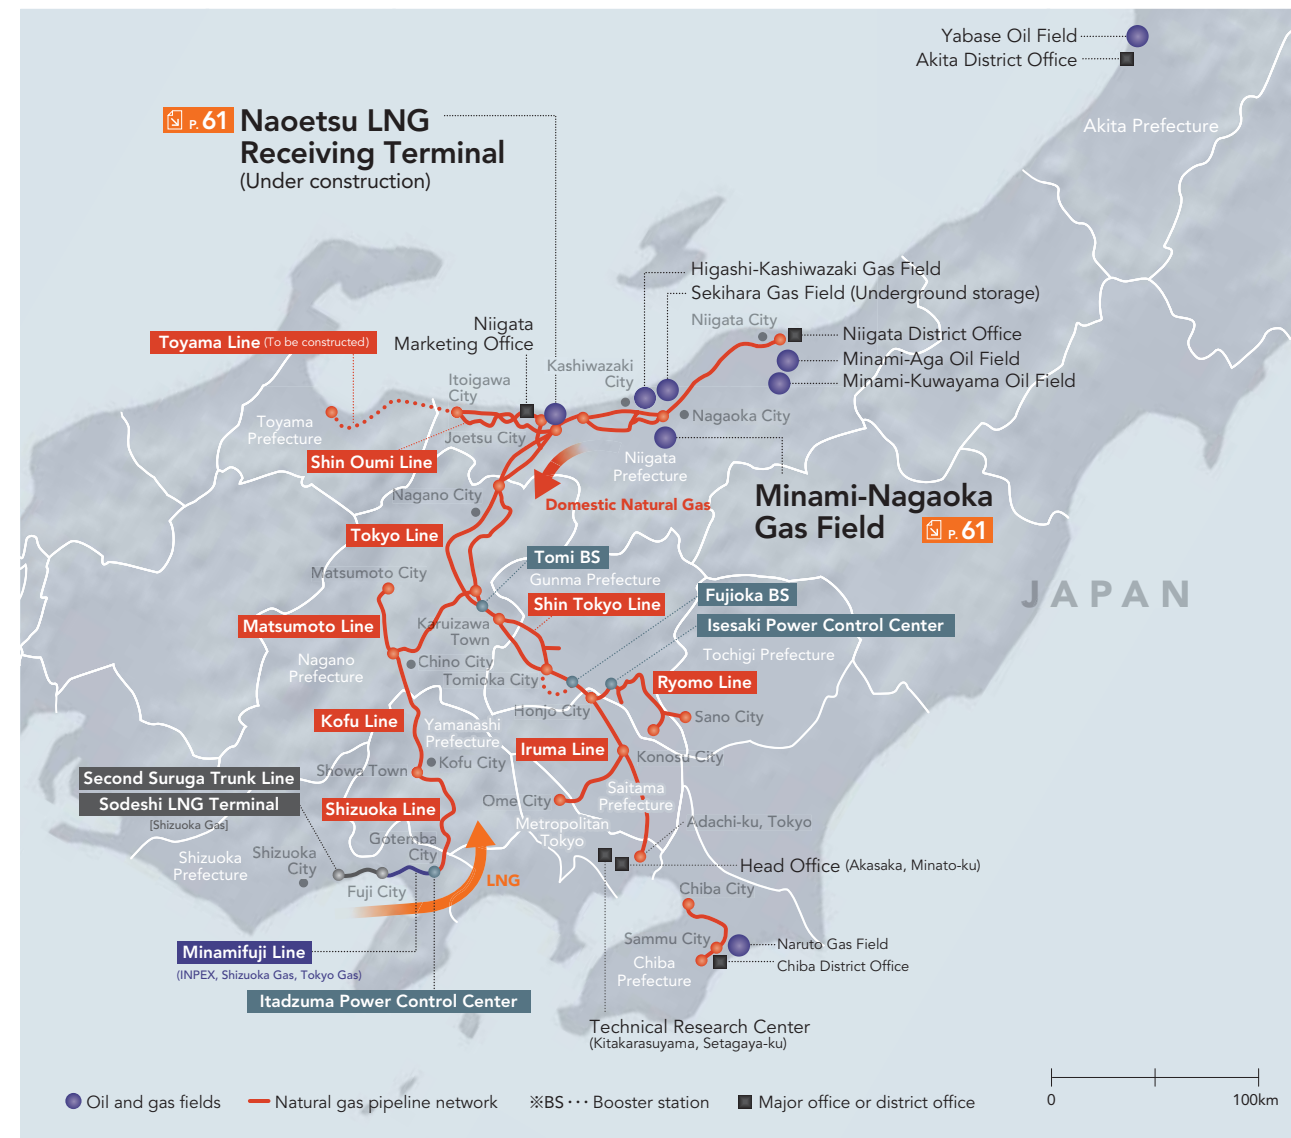 Yabase Oil Field
Akita District Office
Akita Prefecture
P. 61 Naoetsu LNG
Receiving Terminal
(Under construction)
Higashi-Kashiwazaki Gas Field
Sekihara Gas Field (Underground storage)
Niigata City
Niigata District Office
Minami-Aga Oil Field
Minami-Kuwayama Oil Field
Niigata
Marketing Office
Toyama Line (To be constructed)
Kashiwazaki
City
Itoigawa
City
Nagaoka City
Toyama
Prefecture
Joetsu City
Shin Oumi Line
Niigata
Prefecture
Nagano City
Domestic Natural Gas
Minami-Nagaoka
Gas Field P. 61
Tokyo Line
Tomi BS
Gunma Prefecture
Matsumoto City
JAPAN
Shin Tokyo Line
Fujioka BS
Isesaki Power Control Center
Matsumoto Line
Karuizawa
Town
Nagano
Prefecture
Chino City
Tomioka City
Tochigi Prefecture
Ryomo Line
Kofu Line
Yamanashi
Prefecture
Honjo City
Sano City
Iruma Line
Konosu City
Showa Town
Kofu City
Second Suruga Trunk Line
Sodeshi LNG Terminal
[Shizuoka Gas]
Shizuoka Line
Ome City
Saitama
Prefecture
Metropolitan
Tokyo
Adachi-ku, Tokyo
Gotemba
City
Shizuoka
Prefecture
Shizuoka
City
Fuji City
LNG
Head Office (Akasaka, Minato-ku)
Chiba City
Sammu City
Naruto Gas Field
Chiba District Office
Chiba
Prefecture
Minamifuji Line
(INPEX, Shizuoka Gas, Tokyo Gas)
Itadzuma Power Control Center
Technical Research Center
(Kitakarasuyama, Setagaya-ku)
Oil and gas fields
Natural gas pipeline network
※BS ··· Booster station
Major office or district office
0 100km